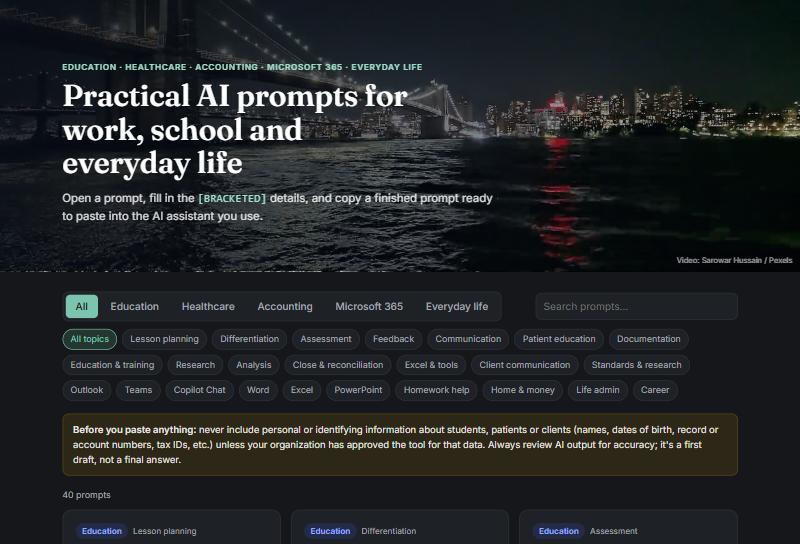 EDUCATION · HEALTHCARE · ACCOUNTING · MICROSOFT 365 · EVERYDAY LIFE
Practical AI prompts for
work, school and
everyday life
Open a prompt, fill in the [BRACKETED] details, and copy a finished prompt ready
to paste into the AI assistant you use.
Video: Sarowar Hussain / Pexels
All Education Healthcare Accounting Microsoft 365 Everyday life Search prompts...
All topics Lesson planning Differentiation Assessment Feedback Communication Patient education Documentation
Education & training Research Analysis Close & reconciliation Excel & tools Client communication Standards & research
Outlook Teams Copilot Chat Word Excel PowerPoint Homework help Home & money Life admin Career
Before you paste anything: never include personal or identifying information about students, patients or clients (names, dates of birth, record or
account numbers, tax IDs, etc.) unless your organization has approved the tool for that data. Always review AI output for accuracy; it's a first
draft, not a final answer.
40 prompts
Education Lesson planning Education Differentiation Education Assessment